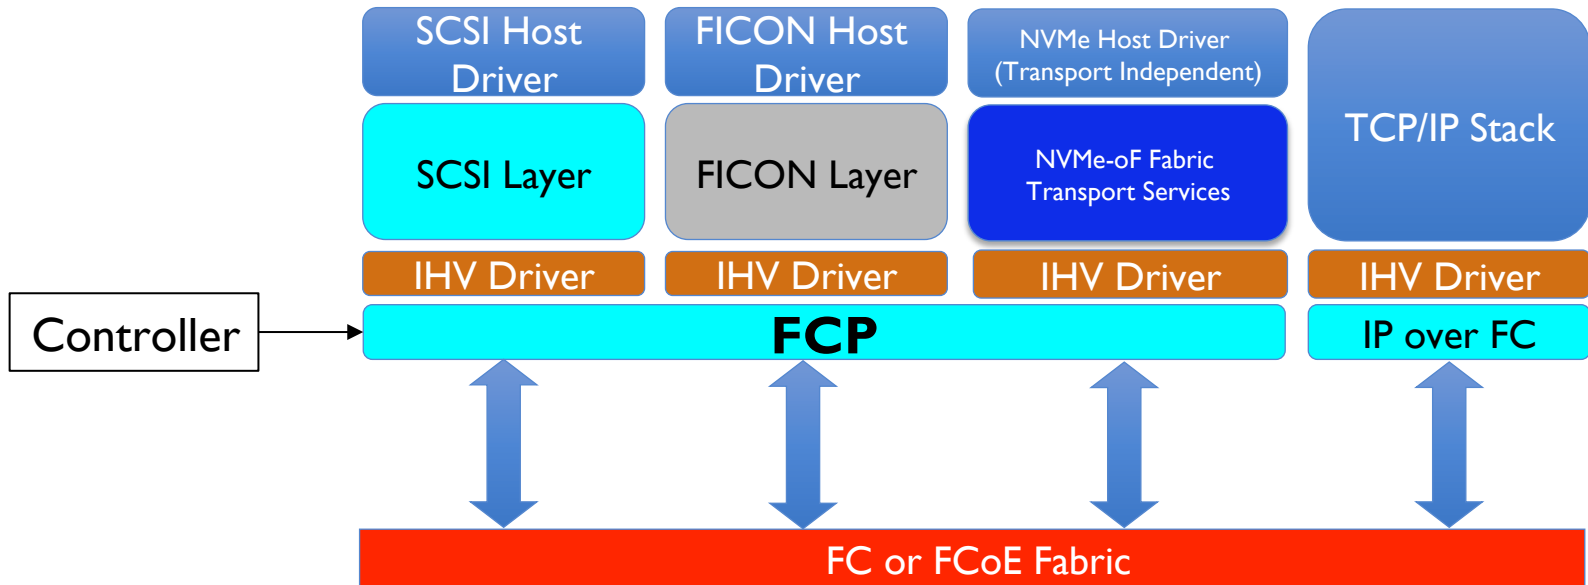 SCSI Host
Driver
FICON Host
Driver
NVMe Host Driver
(Transport Independent)
TCP/IP Stack
SCSI Layer
FICON Layer
NVMe-oF Fabric
Transport Services
IHV Driver
IHV Driver
IHV Driver
IHV Driver
Controller
FCP
IP over FC
FC or FCoE Fabric